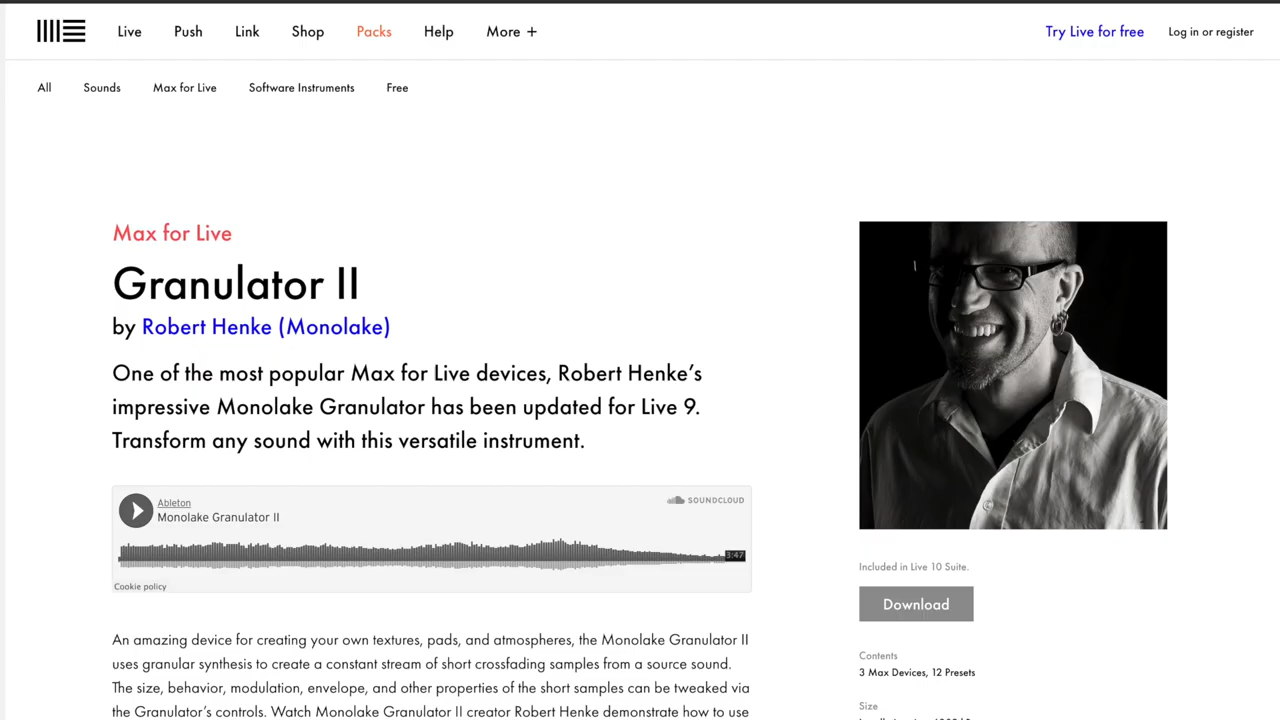 Live Push Link Shop Packs Help More + Try Live for free Log in or register
All Sounds Max for Live Software Instruments Free
Max for Live
Granulator II
by Robert Henke (Monolake)
One of the most popular Max for Live devices, Robert Henke's
impressive Monolake Granulator has been updated for Live 9.
Transform any sound with this versatile instrument.
Ableton
Monolake Granulator II
SOUNDCLOUD
3:47
Cookie policy
An amazing device for creating your own textures, pads, and atmospheres, the Monolake Granulator II
uses granular synthesis to create a constant stream of short crossfading samples from a source sound.
The size, behavior, modulation, envelope, and other properties of the short samples can be tweaked via
the Granulator's controls. Watch Monolake Granulator II creator Robert Henke demonstrate how to use
Included in Live 10 Suite.
Download
Contents
3 Max Devices, 12 Presets
Size